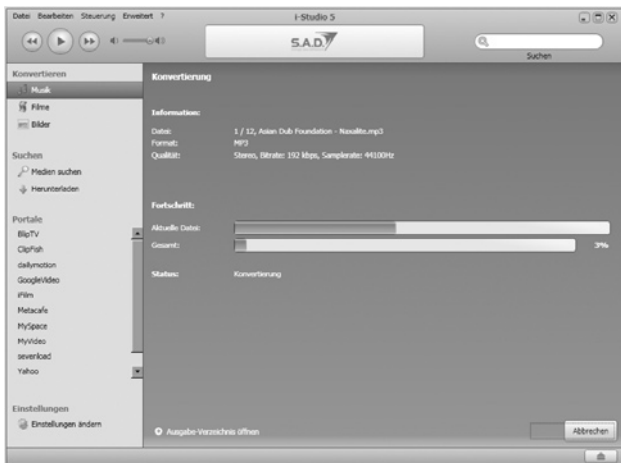 Datei Bearbeiten Steuerung Erweitert ?
i-Studio 5
S.A.D.
Suchen
Konvertieren
Musik
Filme
Bilder
Suchen
Medien suchen
Herunterladen
Portale
BlipTV
ClipFish
dailymotion
GoogleVideo
iFilm
Metacafe
MySpace
MyVideo
sevenload
Yahoo
Einstellungen
Einstellungen ändern
Konvertierung
Information:
Datei: 1 / 12, Asian Dub Foundation - Naxalite.mp3
Format: MP3
Qualität: Stereo, Bitrate: 192 kbps, Samplerate: 44100Hz
Fortschritt:
Aktuelle Datei:
Gesamt: 3%
Status: Konvertierung
Ausgabe-Verzeichnis öffnen
Abbrechen